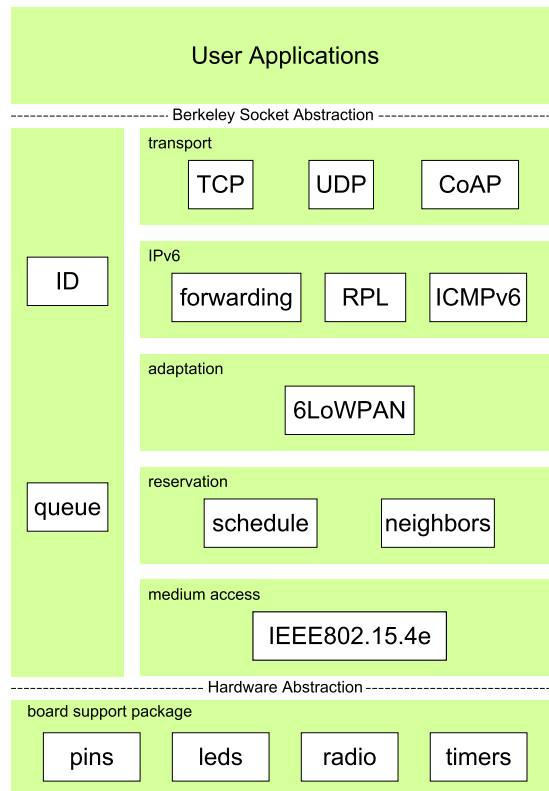 User Applications
Berkeley Socket Abstraction
transport
TCP UDP CoAP
IPv6
ID
forwarding RPL ICMPv6
adaptation
6LoWPAN
reservation
queue
schedule neighbors
medium access
IEEE802.15.4e
Hardware Abstraction
board support package
pins leds radio timers